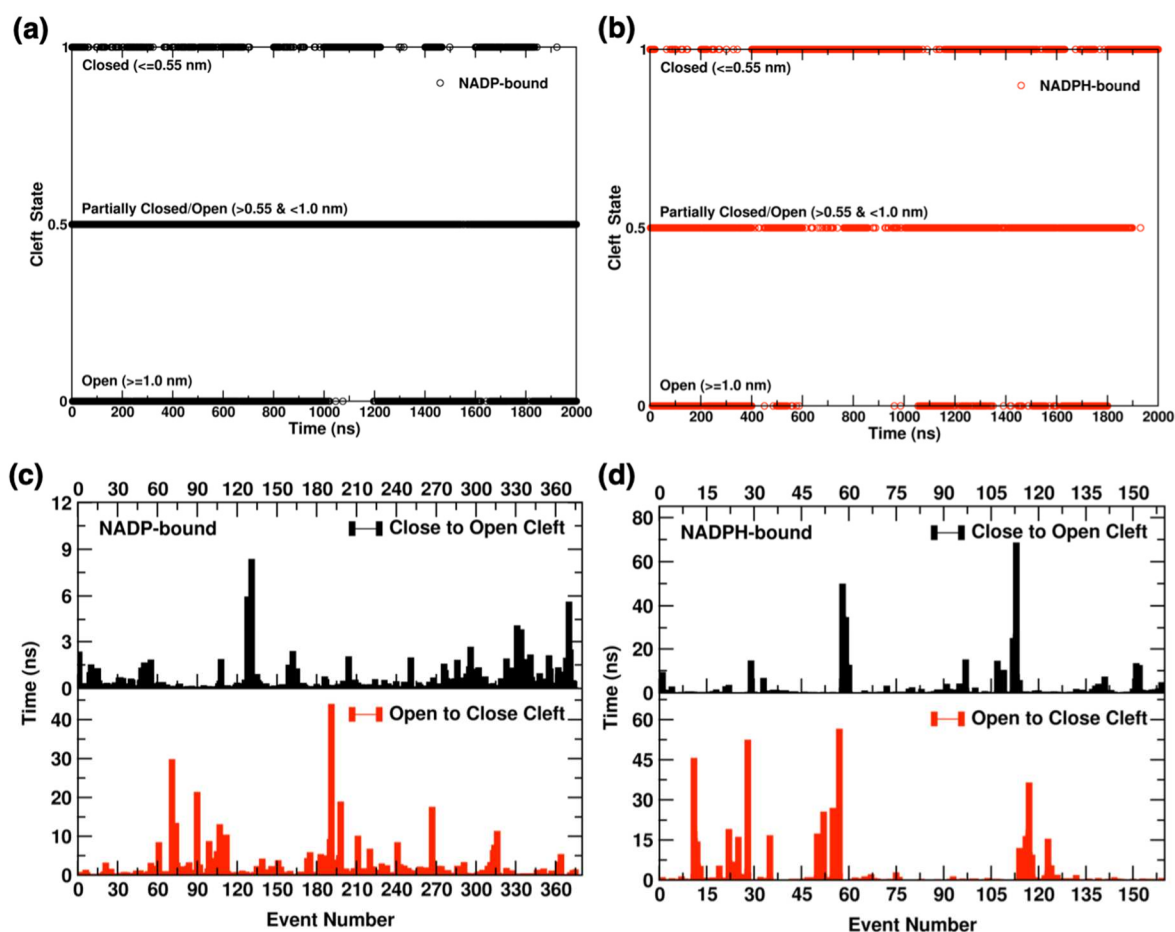 (a)
1
Closed (<=0.55 nm)
NADP-bound
Cleft State
Partially Closed/Open (>0.55 & <1.0 nm)
0.5
Open (>=1.0 nm)
0
0 200 400 600 800 1000 1200 1400 1600 1800 2000
Time (ns)
(b)
1
Closed (<=0.55 nm)
NADPH-bound
Cleft State
Partially Closed/Open (>0.55 & <1.0 nm)
0.5
Open (>=1.0 nm)
0
0 200 400 600 800 1000 1200 1400 1600 1800 2000
Time (ns)
(c)
0 30 60 90 120 150 180 210 240 270 300 330 360
12
NADP-bound
Close to Open Cleft
9
6
3
0
Time (ns)
Open to Close Cleft
40
30
20
10
0
0 30 60 90 120 150 180 210 240 270 300 330 360
Event Number
(d)
0 15 30 45 60 75 90 105 120 135 150
80
NADPH-bound
Close to Open Cleft
60
40
20
0
Time (ns)
Open to Close Cleft
60
45
30
15
0
0 15 30 45 60 75 90 105 120 135 150
Event Number